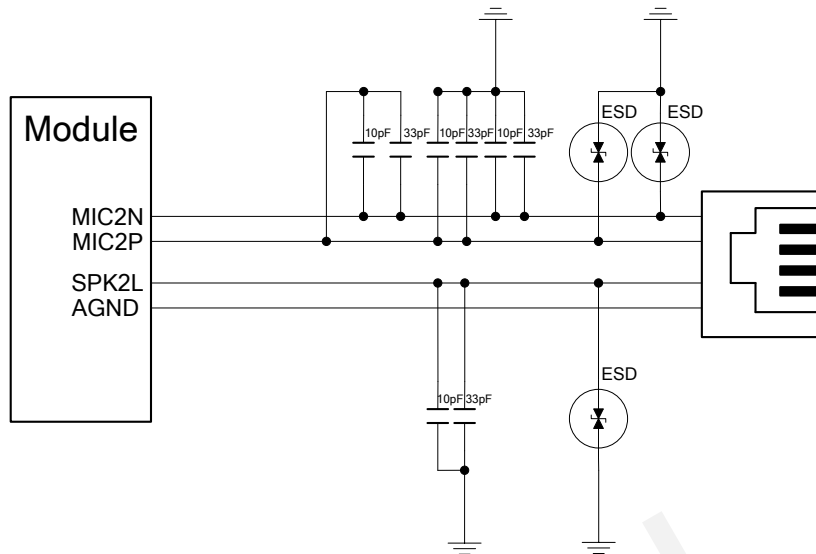 ESD ESD
10pF 33pF 10pF 33pF 10pF 33pF
Module
MIC2N
MIC2P
SPK2L
AGND
ESD
10pF 33pF